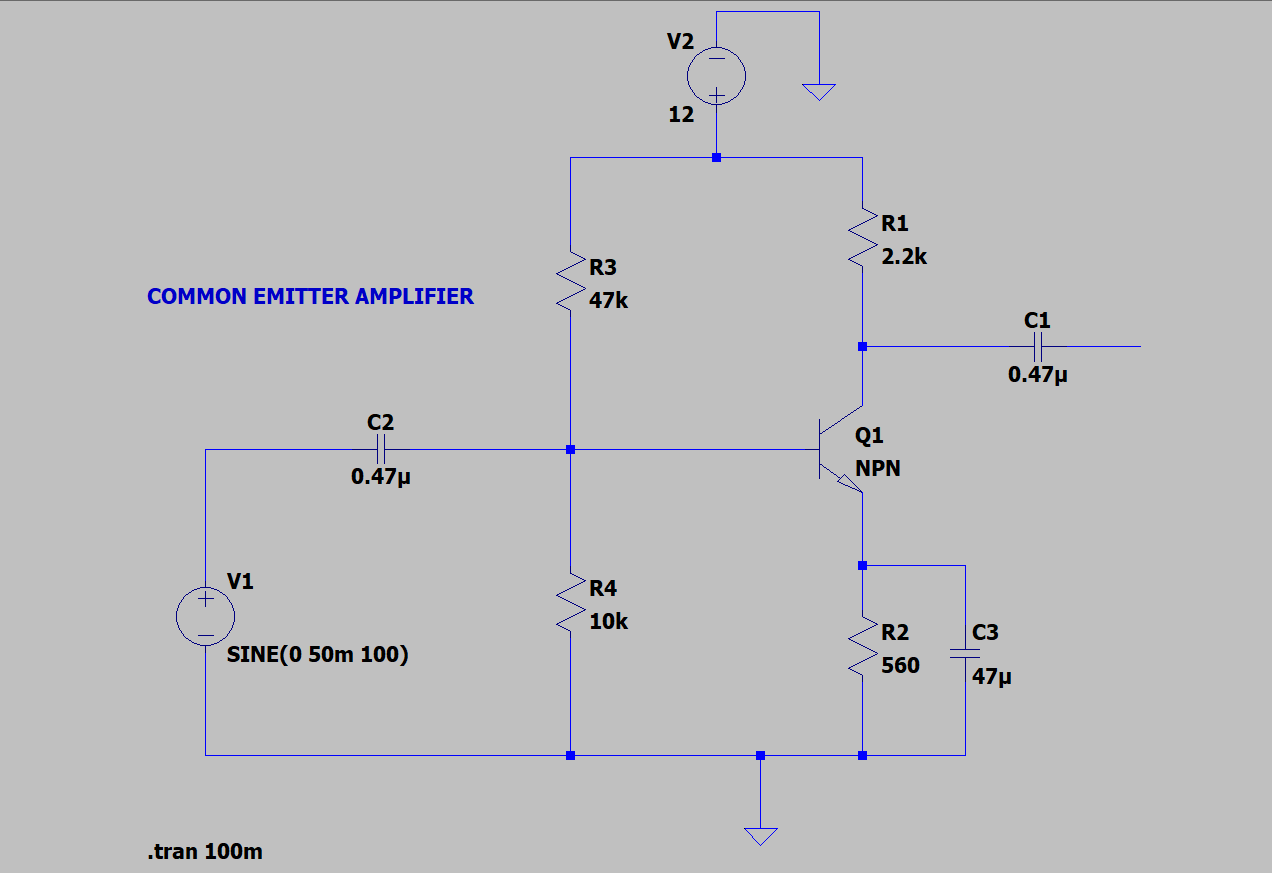 V2
12
R1
2.2k
R3
47k
COMMON EMITTER AMPLIFIER
C1
0.47µ
C2
0.47µ
Q1
NPN
V1
SINE(0 50m 100)
R4
10k
R2
560
C3
47µ
.tran 100m